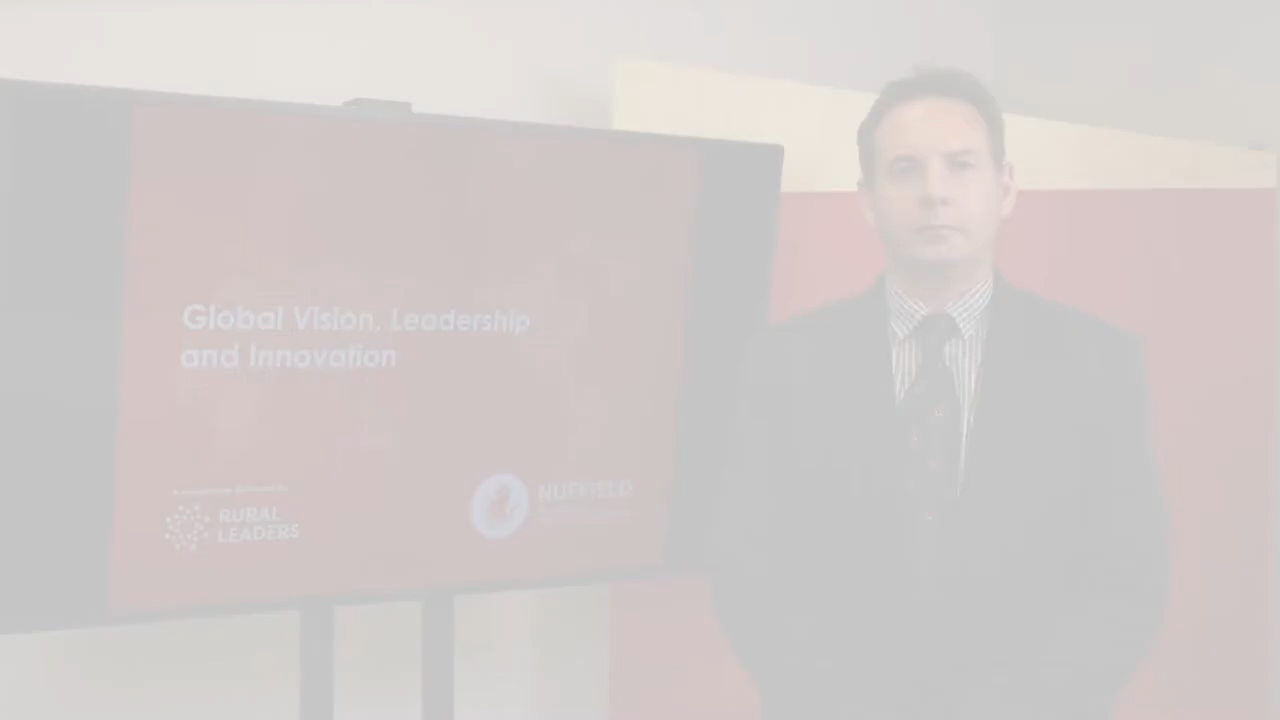 Global Vision, Leadership
and Innovation
RURAL
LEADERS
NUFFIELD